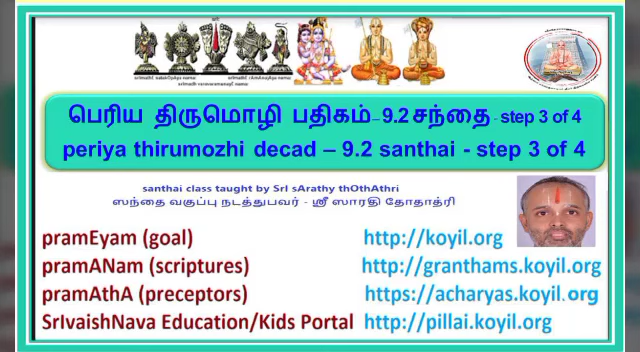 பெரிய திருமொழி பதிகம்– 9.2 சந்தை - step 3 of 4
periya thirumozhi decad – 9.2 santhai - step 3 of 4
santhai class taught by SrI sArathy thOthAthri
ஸந்தை வகுப்பு நடத்துபவர் - ஸ்ரீ ஸாரதி தோதாத்ரி
pramEyam (goal) http://koyil.org
pramANam (scriptures) http://granthams.koyil.org
pramAthA (preceptors) https://acharyas.koyil.org
SrIvaishNava Education/Kids Portal http://pillai.koyil.org